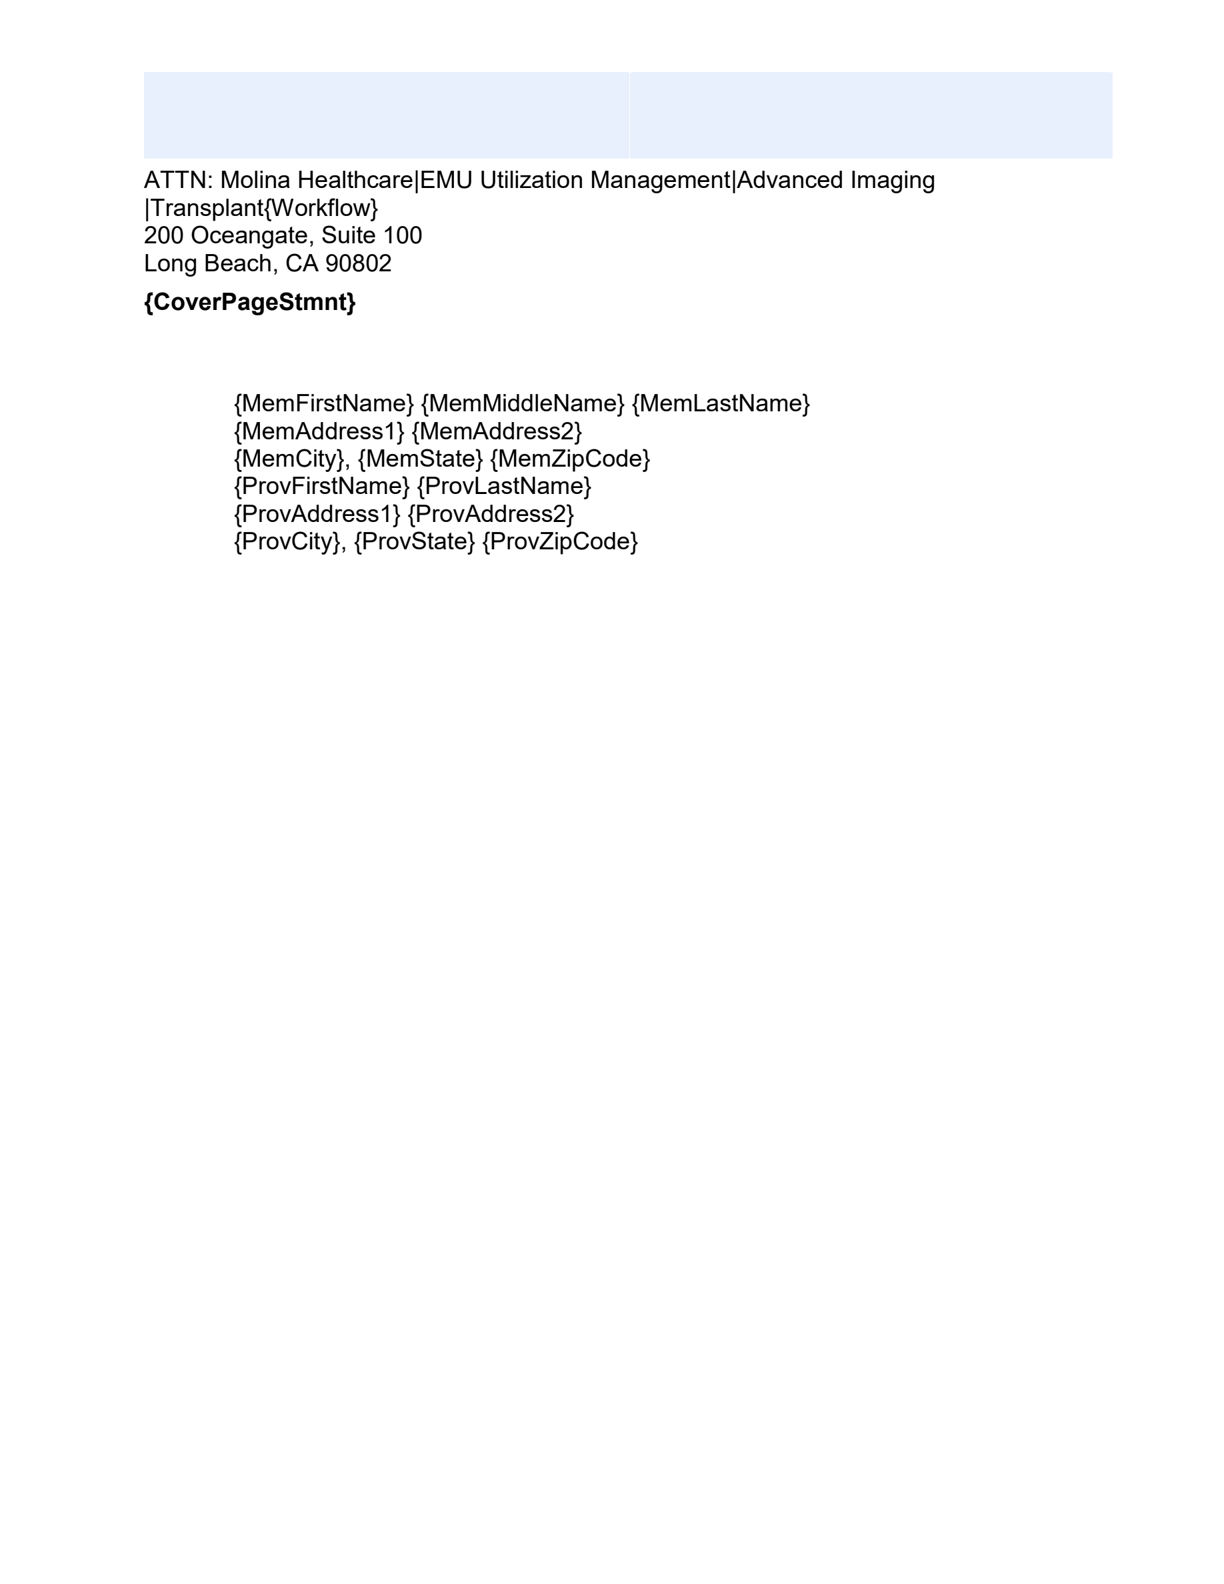 ATTN: Molina Healthcare|EMU Utilization Management|Advanced Imaging
|Transplant{Workflow}
200 Oceangate, Suite 100
Long Beach, CA 90802
{CoverPageStmnt}
{MemFirstName} {MemMiddleName} {MemLastName}
{MemAddress1} {MemAddress2}
{MemCity}, {MemState} {MemZipCode}
{ProvFirstName} {ProvLastName}
{ProvAddress1} {ProvAddress2}
{ProvCity}, {ProvState} {ProvZipCode}